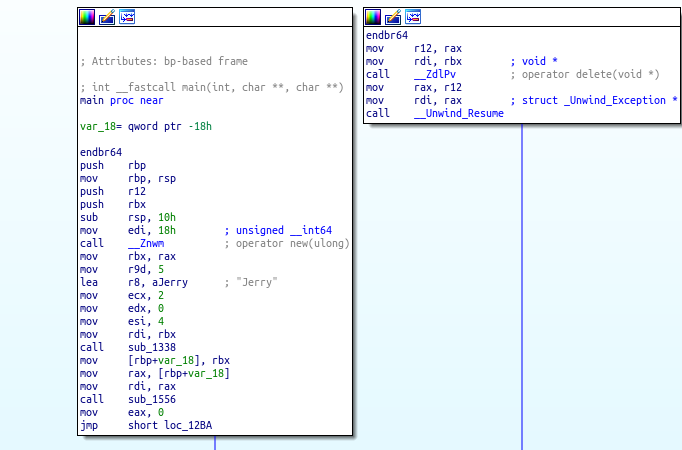 ; Attributes: bp-based frame
; int __fastcall main(int, char **, char **)
main proc near
var_18= qword ptr -18h
endbr64
push rbp
mov rbp, rsp
push r12
push rbx
sub rsp, 10h
mov edi, 18h ; unsigned __int64
call __Znwm ; operator new(ulong)
mov rbx, rax
mov r9d, 5
lea r8, aJerry ; "Jerry"
mov ecx, 2
mov edx, 0
mov esi, 4
mov rdi, rbx
call sub_1338
mov [rbp+var_18], rbx
mov rax, [rbp+var_18]
mov rdi, rax
call sub_1556
mov eax, 0
jmp short loc_12BA
endbr64
mov r12, rax
mov rdi, rbx ; void *
call __ZdlPv ; operator delete(void *)
mov rax, r12
mov rdi, rax ; struct _Unwind_Exception *
call __Unwind_Resume